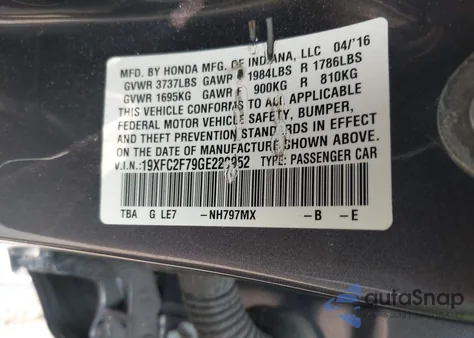 MFD. BY HONDA MFG. OF INDIANA, LLC 04/'16
GVWR 3737LBS GAWR F 1984LBS R 1786LBS
GVWR 1695KG GAWR F 900KG R 810KG
THIS VEHICLE CONFORMS TO ALL APPLICABLE
FEDERAL MOTOR VEHICLE SAFETY, BUMPER,
AND THEFT PREVENTION STANDARDS IN EFFECT
ON THE DATE OF MANUFACTURE SHOWN ABOVE.
V.I.N.: TYPE: PASSENGER CAR
TBA G LE7 -NH797MX -B -E
autoSnap